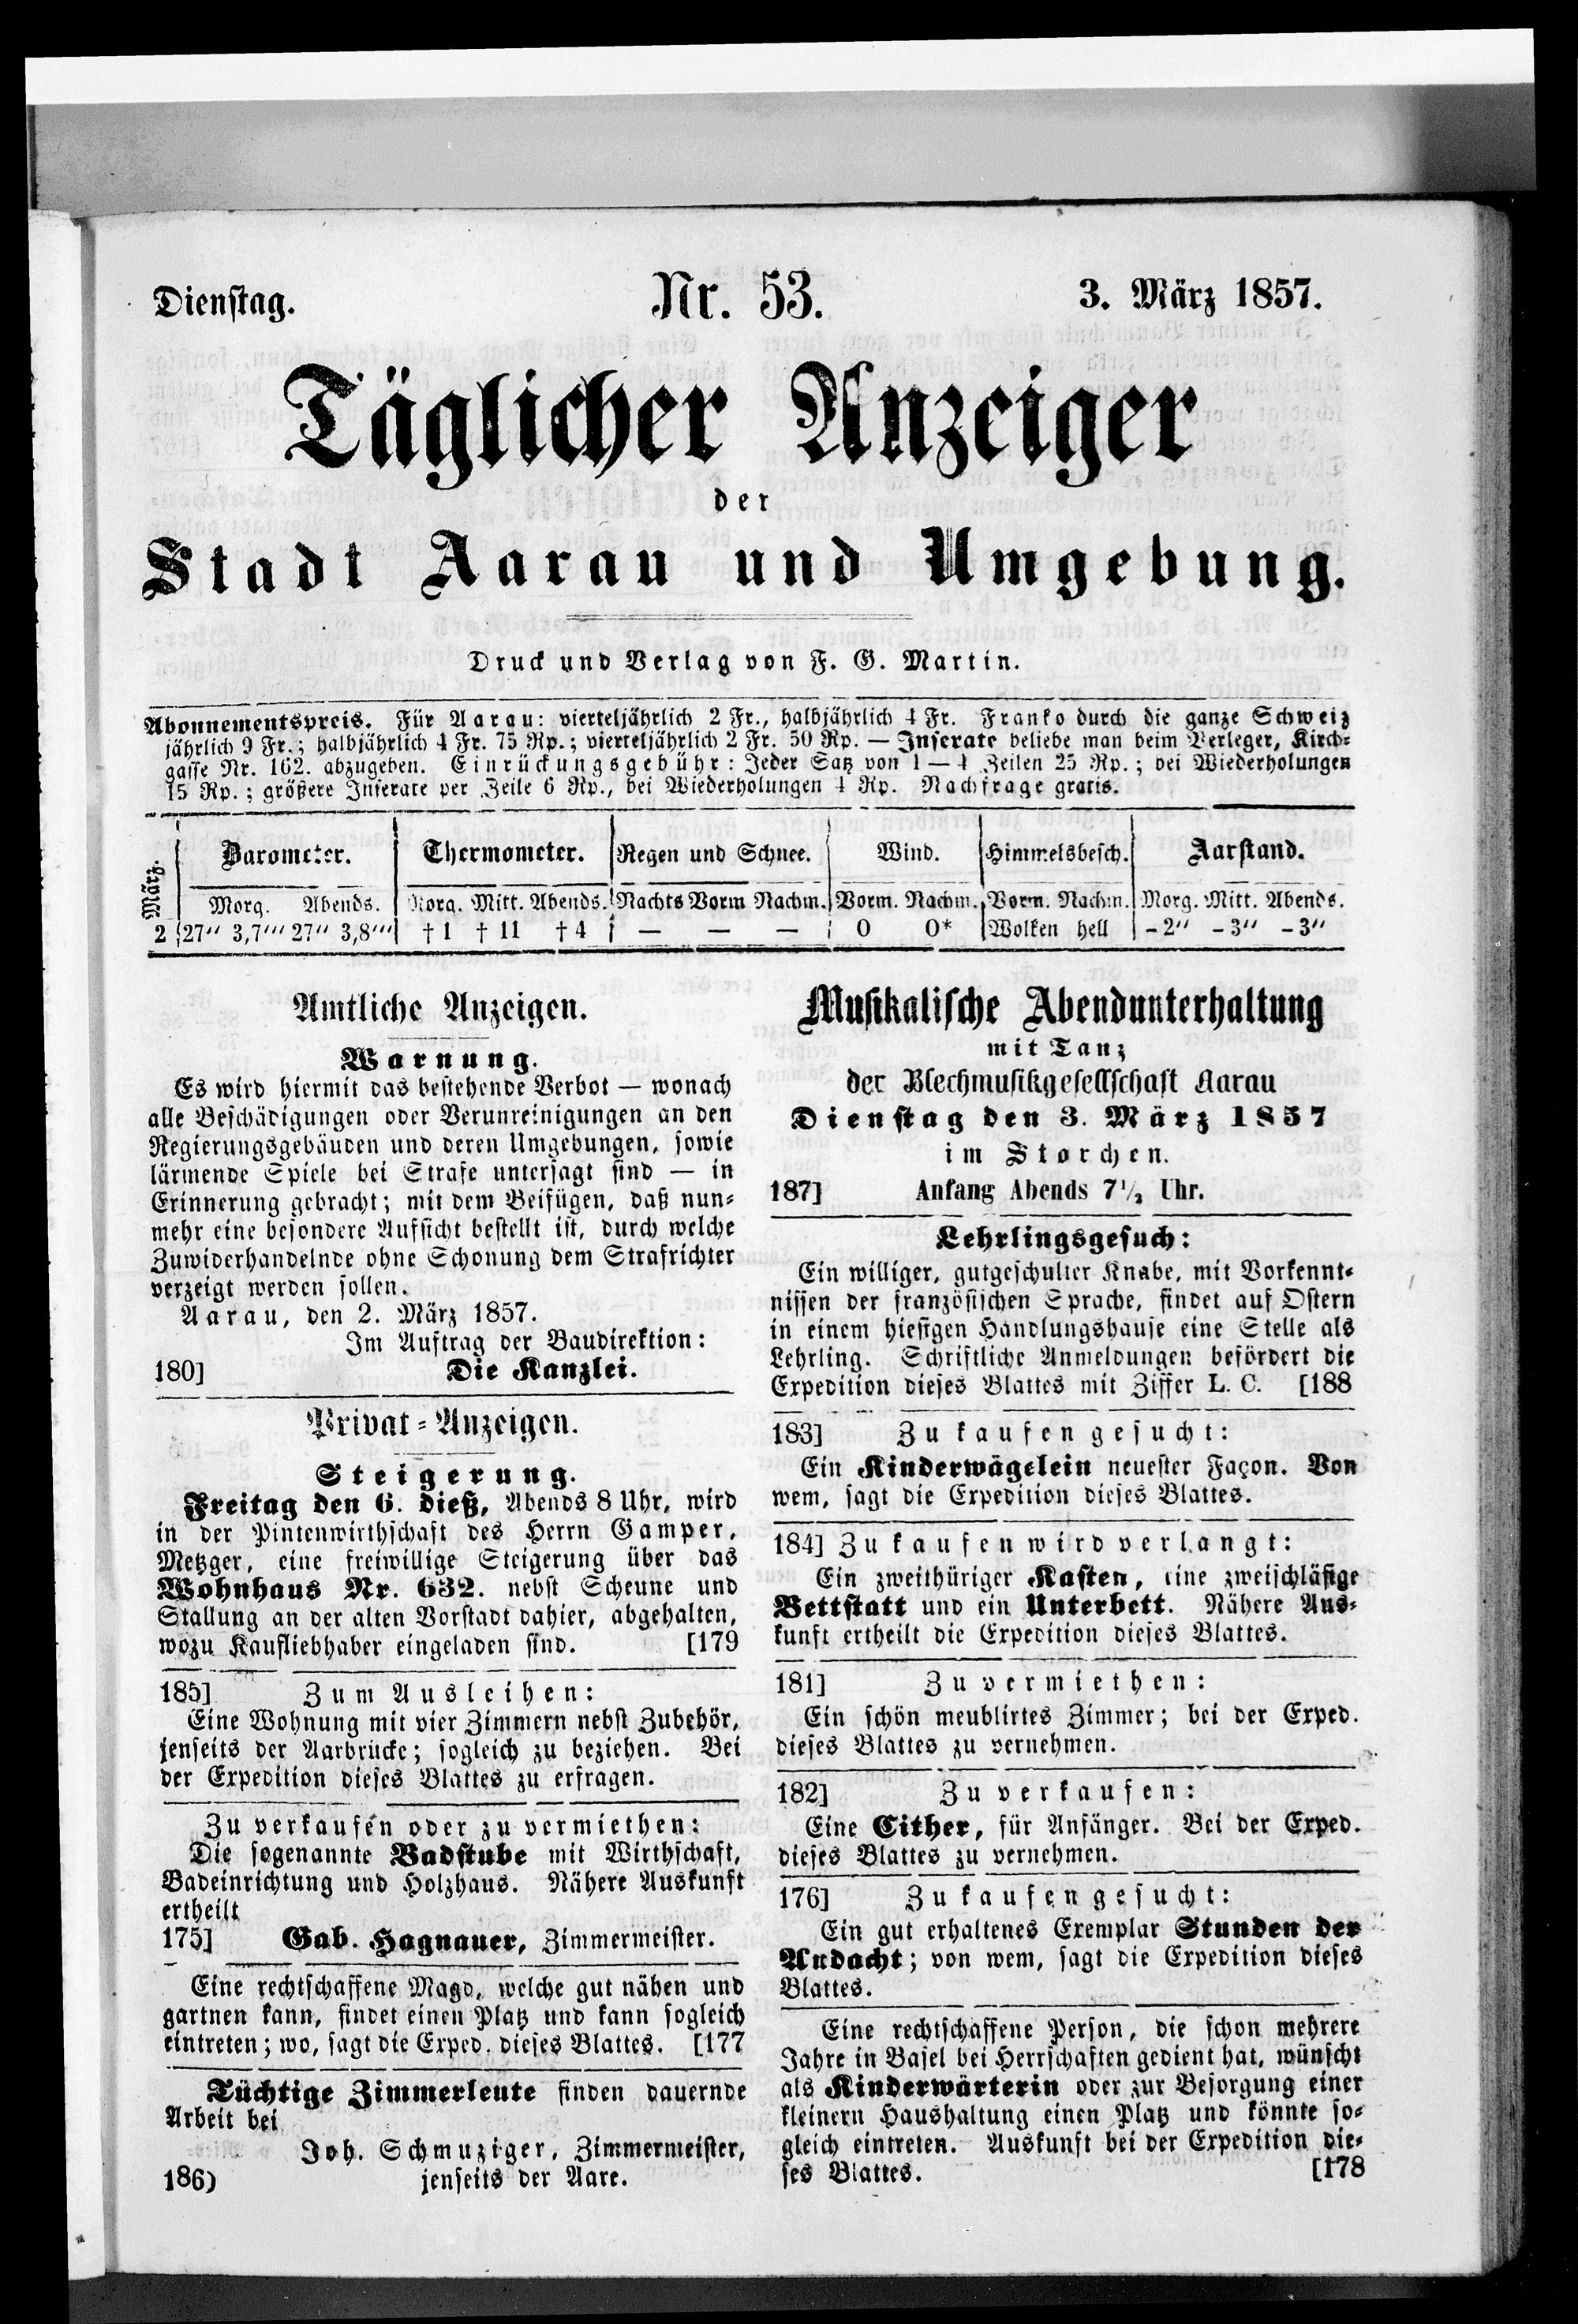 Dienstag.
Nr. 53.
3. März 1857.
Täglicher Anzeiger
der
Stadt Aarau und Umgebung.
Druck und Verlag von F. G. Martin.
Abonnementspreis. Für Aarau: vierteljährlich 2 Fr., halbjährlich 4 Fr. Franko durch die ganze Schweiz
jährlich 9 Fr.; halbjährlich 4 Fr. 75 Rp.; vierteljährlich 2 Fr. 50 Rp. — Inserate beliebe man beim Verleger, Kirch-
gasse Nr. 162. abzugeben. Einrückungsgebühr: Jeder Satz von 1 — 4 Zeilen 25 Rp.; bei Wiederholungen
15 Rp.; größere Inserate per Zeile 6 Rp., bei Wiederholungen 4 Rp. Nachfrage gratis.
März.
Barometer. Thermometer. Regen und Schnee. Wind. Himmelsbesch. Aarstand.
Morg. Abends. Morg. Mitt. Abends. Nachts Vorm Nachm. Vorm. Nachm. Vorm. Nachm. Morg. Mitt. Abends.
2 27'' 3,7''' 27'' 3,8''' †1 †11 †4 — — — O O* Wolken hell -2'' -3'' -3''
Amtliche Anzeigen.
Warnung.
Es wird hiermit das bestehende Verbot — wonach
alle Beschädigungen oder Verunreinigungen an den
Regierungsgebäuden und deren Umgebungen, sowie
lärmende Spiele bei Strafe untersagt sind — in
Erinnerung gebracht; mit dem Beifügen, daß nun-
mehr eine besondere Aufsicht bestellt ist, durch welche
Zuwiderhandelnde ohne Schonung dem Strafrichter
verzeigt werden sollen.
Aarau, den 2. März 1857.
Im Auftrag der Baudirektion:
180] Die Kanzlei.
Privat-Anzeigen.
Steigerung.
Freitag den 6. dieß, Abends 8 Uhr, wird
in der Pintenwirthschaft des Herrn Gamper,
Metzger, eine freiwillige Steigerung über das
Wohnhaus Nr. 632. nebst Scheune und
Stallung an der alten Vorstadt dahier, abgehalten,
wozu Kaufliebhaber eingeladen sind. [179
185] Zum Ausleihen:
Eine Wohnung mit vier Zimmern nebst Zubehör,
jenseits der Aarbrücke; sogleich zu beziehen. Bei
der Expedition dieses Blattes zu erfragen.
Zu verkaufen oder zu vermiethen:
Die sogenannte Badstube mit Wirthschaft,
Badeinrichtung und Holzhaus. Nähere Auskunft
ertheilt
175] Gab. Hagnauer, Zimmermeister.
Eine rechtschaffene Magd, welche gut nähen und
gartnen kann, findet einen Platz und kann sogleich
eintreten; wo, sagt die Exped. dieses Blattes. [177
Tüchtige Zimmerleute finden dauernde
Arbeit bei
Joh. Schmuziger, Zimmermeister,
186) jenseits der Aare.
Musikalische Abendunterhaltung
mit Tanz
der Blechmusikgesellschaft Aarau
Dienstag den 3. März 1857
im Storchen.
187] Anfang Abends 7½ Uhr.
Lehrlingsgesuch:
Ein williger, gutgeschulter Knabe, mit Vorkennt-
nissen der französischen Sprache, findet auf Ostern
in einem hiesigen Handlungshause eine Stelle als
Lehrling. Schriftliche Anmeldungen befördert die
Expedition dieses Blattes mit Ziffer L. C. [188
183] Zu kaufen gesucht:
Ein Kinderwägelein neuester Façon. Von
wem, sagt die Expedition dieses Blattes.
184] Zu kaufen wird verlangt:
Ein zweithüriger Kasten, eine zweischläfige
Bettstatt und ein Unterbett. Nähere Aus-
kunft ertheilt die Expedition dieses Blattes.
181] Zu vermiethen:
Ein schön meublirtes Zimmer; bei der Exped.
dieses Blattes zu vernehmen.
182] Zu verkaufen:
Eine Cither, für Anfänger. Bei der Exped.
dieses Blattes zu vernehmen.
176] Zu kaufen gesucht:
Ein gut erhaltenes Exemplar Stunden der
Andacht; von wem, sagt die Expedition dieses
Blattes.
Eine rechtschaffene Person, die schon mehrere
Jahre in Basel bei Herrschaften gedient hat, wünscht
als Kinderwärterin oder zur Besorgung einer
kleinern Haushaltung einen Platz und könnte so-
gleich eintreten. Auskunft bei der Expedition die-
ses Blattes. [178